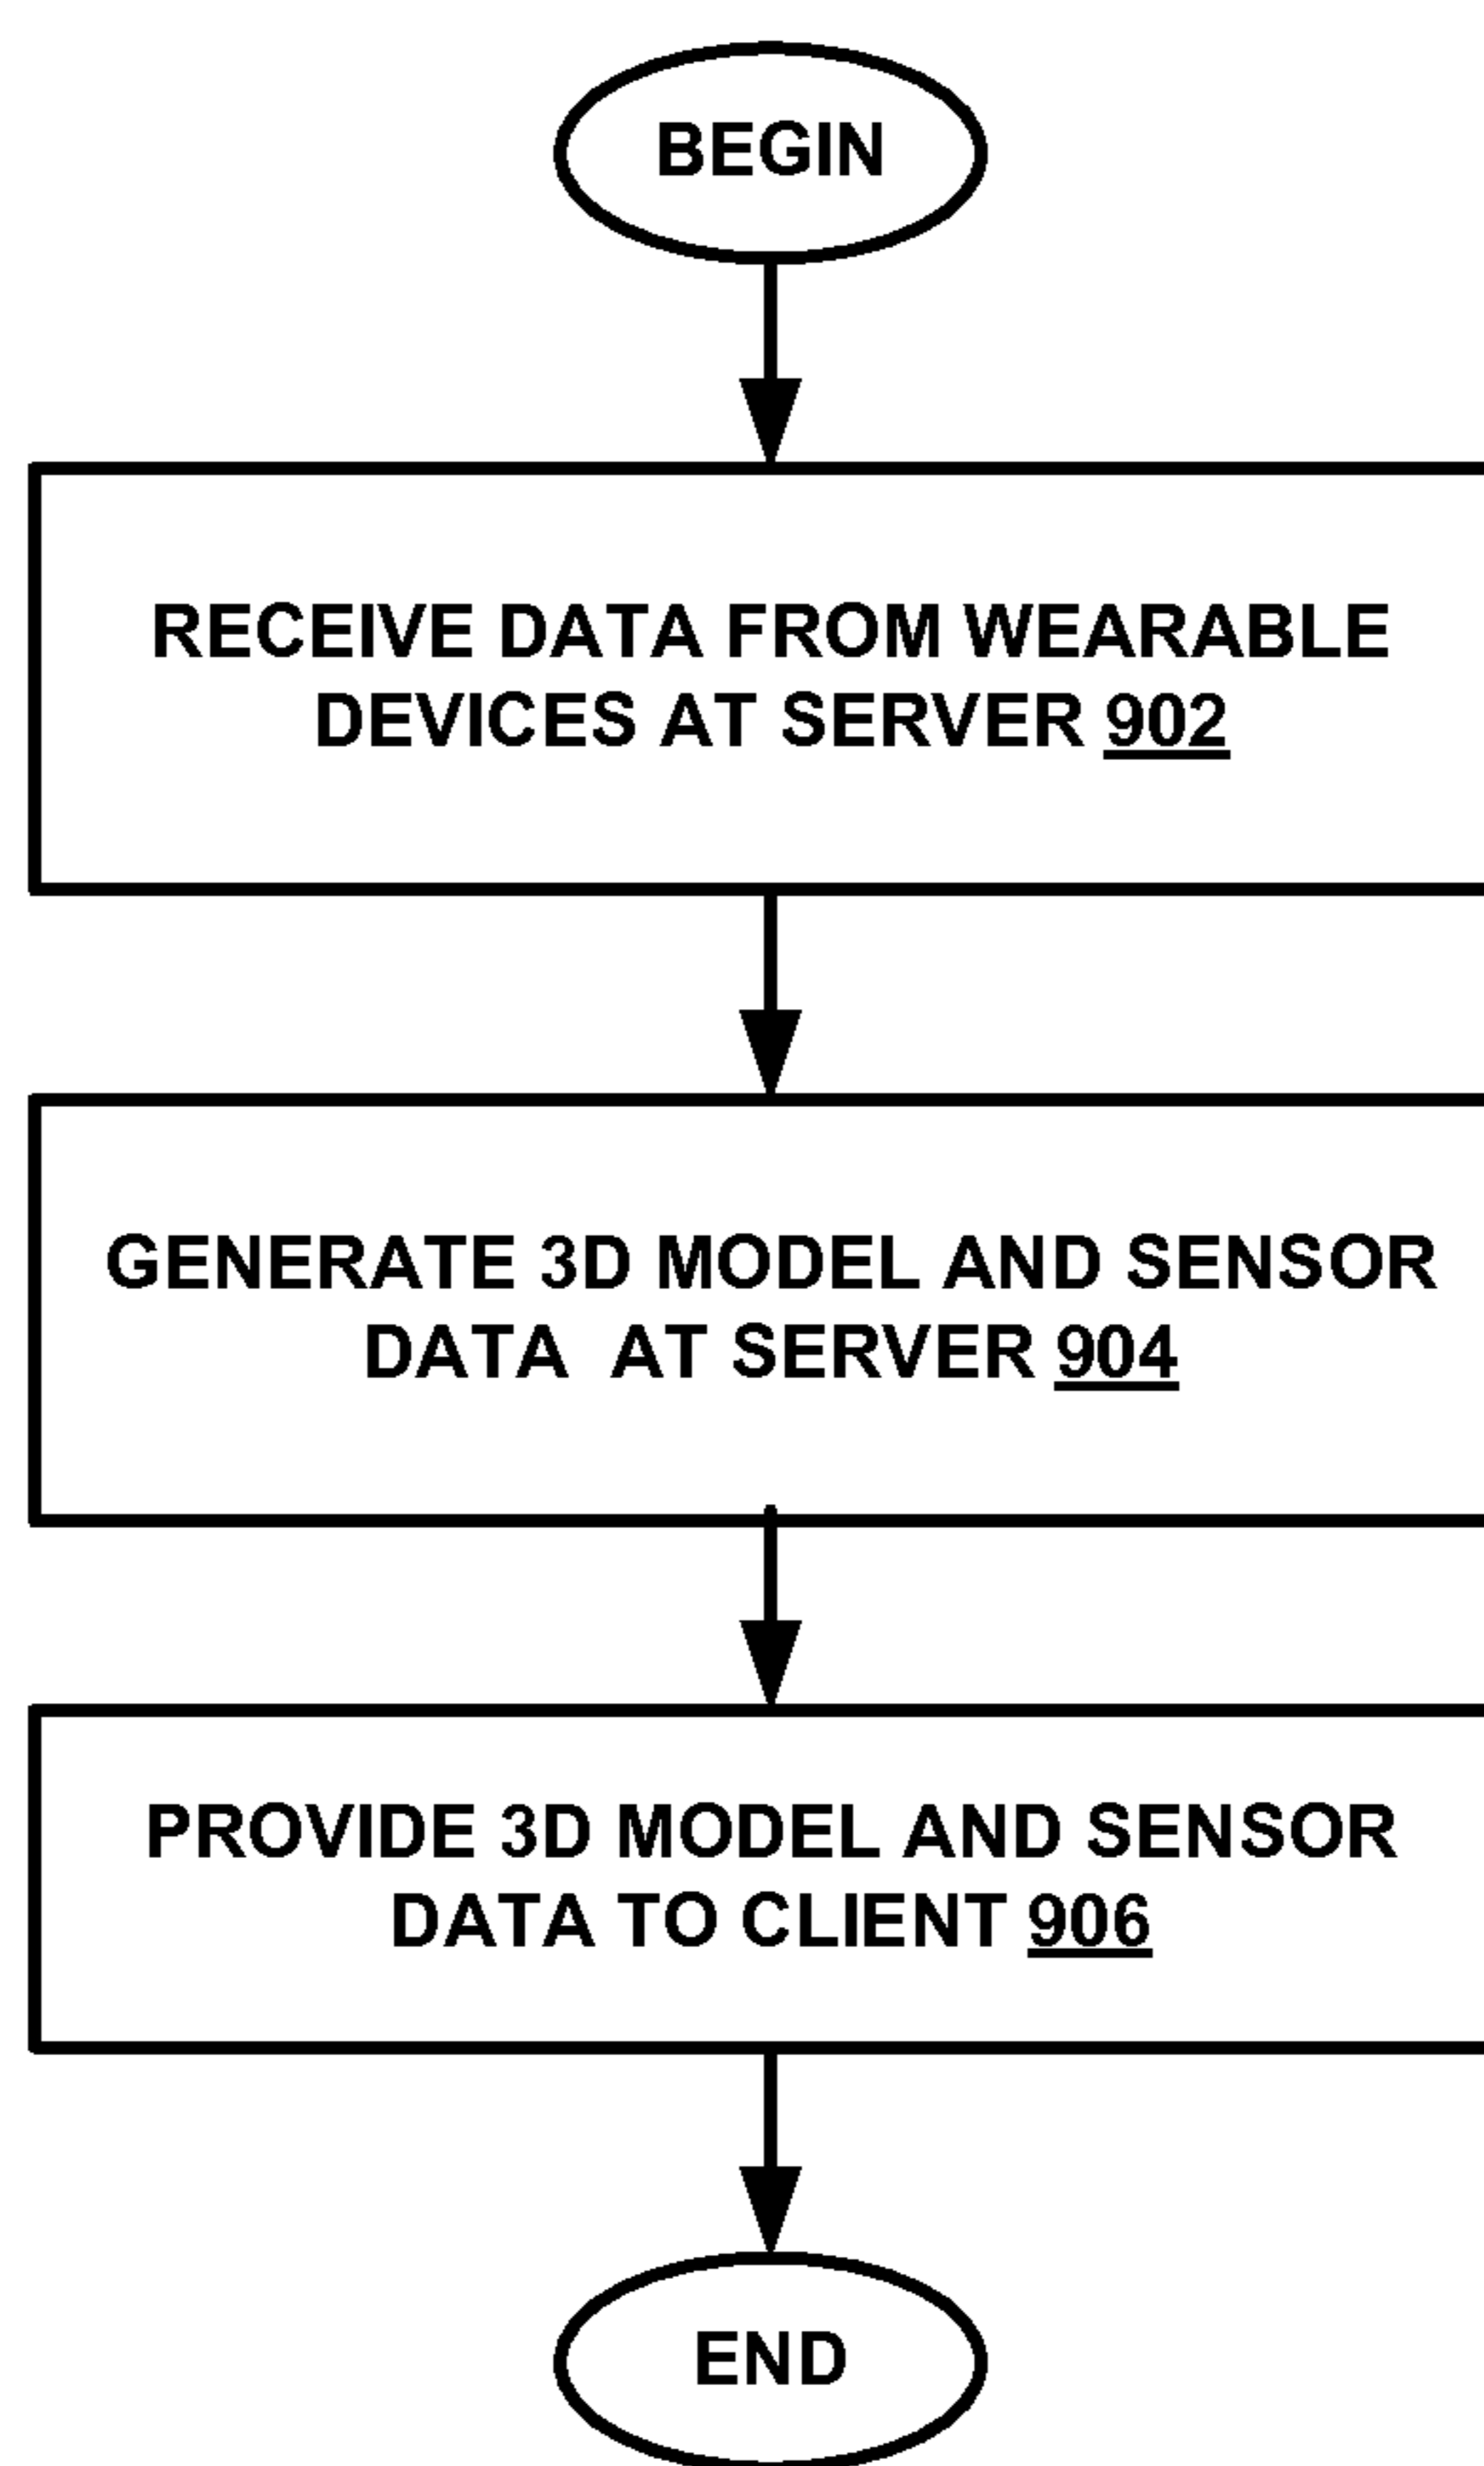 BEGIN
RECEIVE DATA FROM WEARABLE
DEVICES AT SERVER 902
GENERATE 3D MODEL AND SENSOR
DATA AT SERVER 904
PROVIDE 3D MODEL AND SENSOR
DATA TO CLIENT 906
END